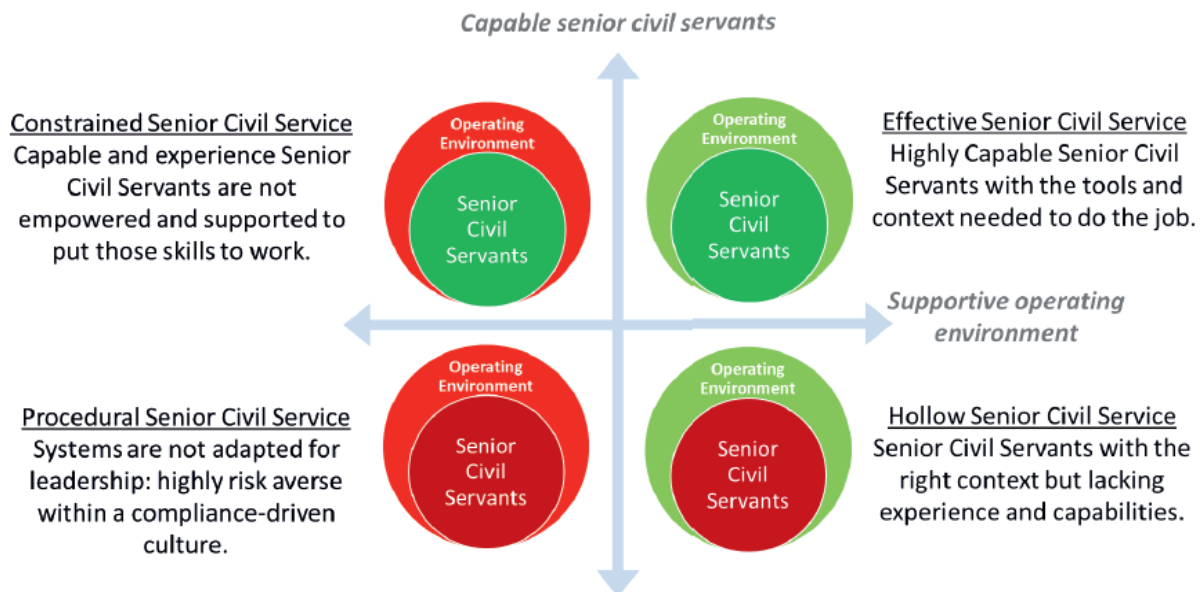 Capable senior civil servants
Constrained Senior Civil Service
Capable and experience Senior
Civil Servants are not
empowered and supported to
put those skills to work.
Operating
Environment
Senior
Civil
Servants
Operating
Environment
Senior
Civil
Servants
Effective Senior Civil Service
Highly Capable Senior Civil
Servants with the tools and
context needed to do the job.
Supportive operating
environment
Procedural Senior Civil Service
Systems are not adapted for
leadership: highly risk averse
within a compliance-driven
culture.
Operating
Environment
Senior
Civil
Servants
Operating
Environment
Senior
Civil
Servants
Hollow Senior Civil Service
Senior Civil Servants with the
right context but lacking
experience and capabilities.